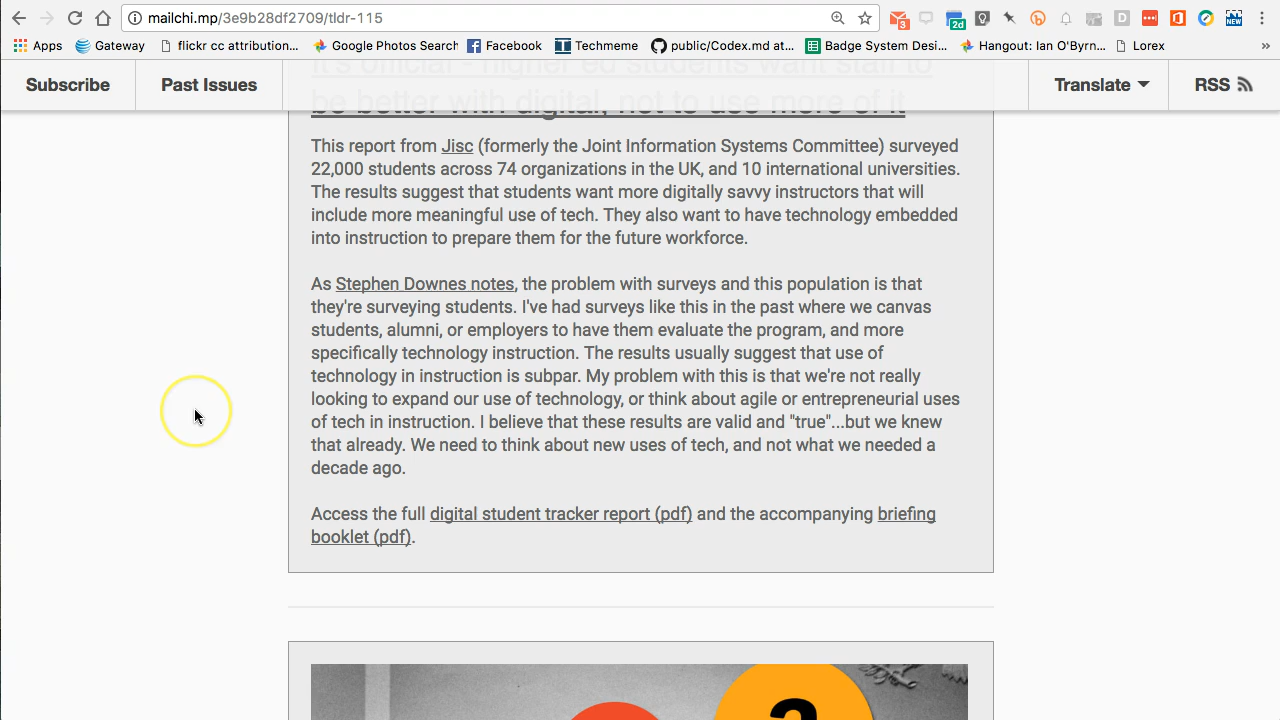 mailchi.mp/3e9b28df2709/tldr-115
3
2d
NEW
Apps Gateway flickr cc attribution... Google Photos Search Facebook Techmeme public/Codex.md at... Badge System Desi... Hangout: Ian O'Byrn... Lorex »
Subscribe Past Issues Translate RSS
It's official - higher ed students want staff to
be better with digital, not to use more of it
This report from Jisc (formerly the Joint Information Systems Committee) surveyed
22,000 students across 74 organizations in the UK, and 10 international universities.
The results suggest that students want more digitally savvy instructors that will
include more meaningful use of tech. They also want to have technology embedded
into instruction to prepare them for the future workforce.
As Stephen Downes notes, the problem with surveys and this population is that
they're surveying students. I've had surveys like this in the past where we canvas
students, alumni, or employers to have them evaluate the program, and more
specifically technology instruction. The results usually suggest that use of
technology in instruction is subpar. My problem with this is that we're not really
looking to expand our use of technology, or think about agile or entrepreneurial uses
of tech in instruction. I believe that these results are valid and "true"...but we knew
that already. We need to think about new uses of tech, and not what we needed a
decade ago.
Access the full digital student tracker report (pdf) and the accompanying briefing
booklet (pdf).